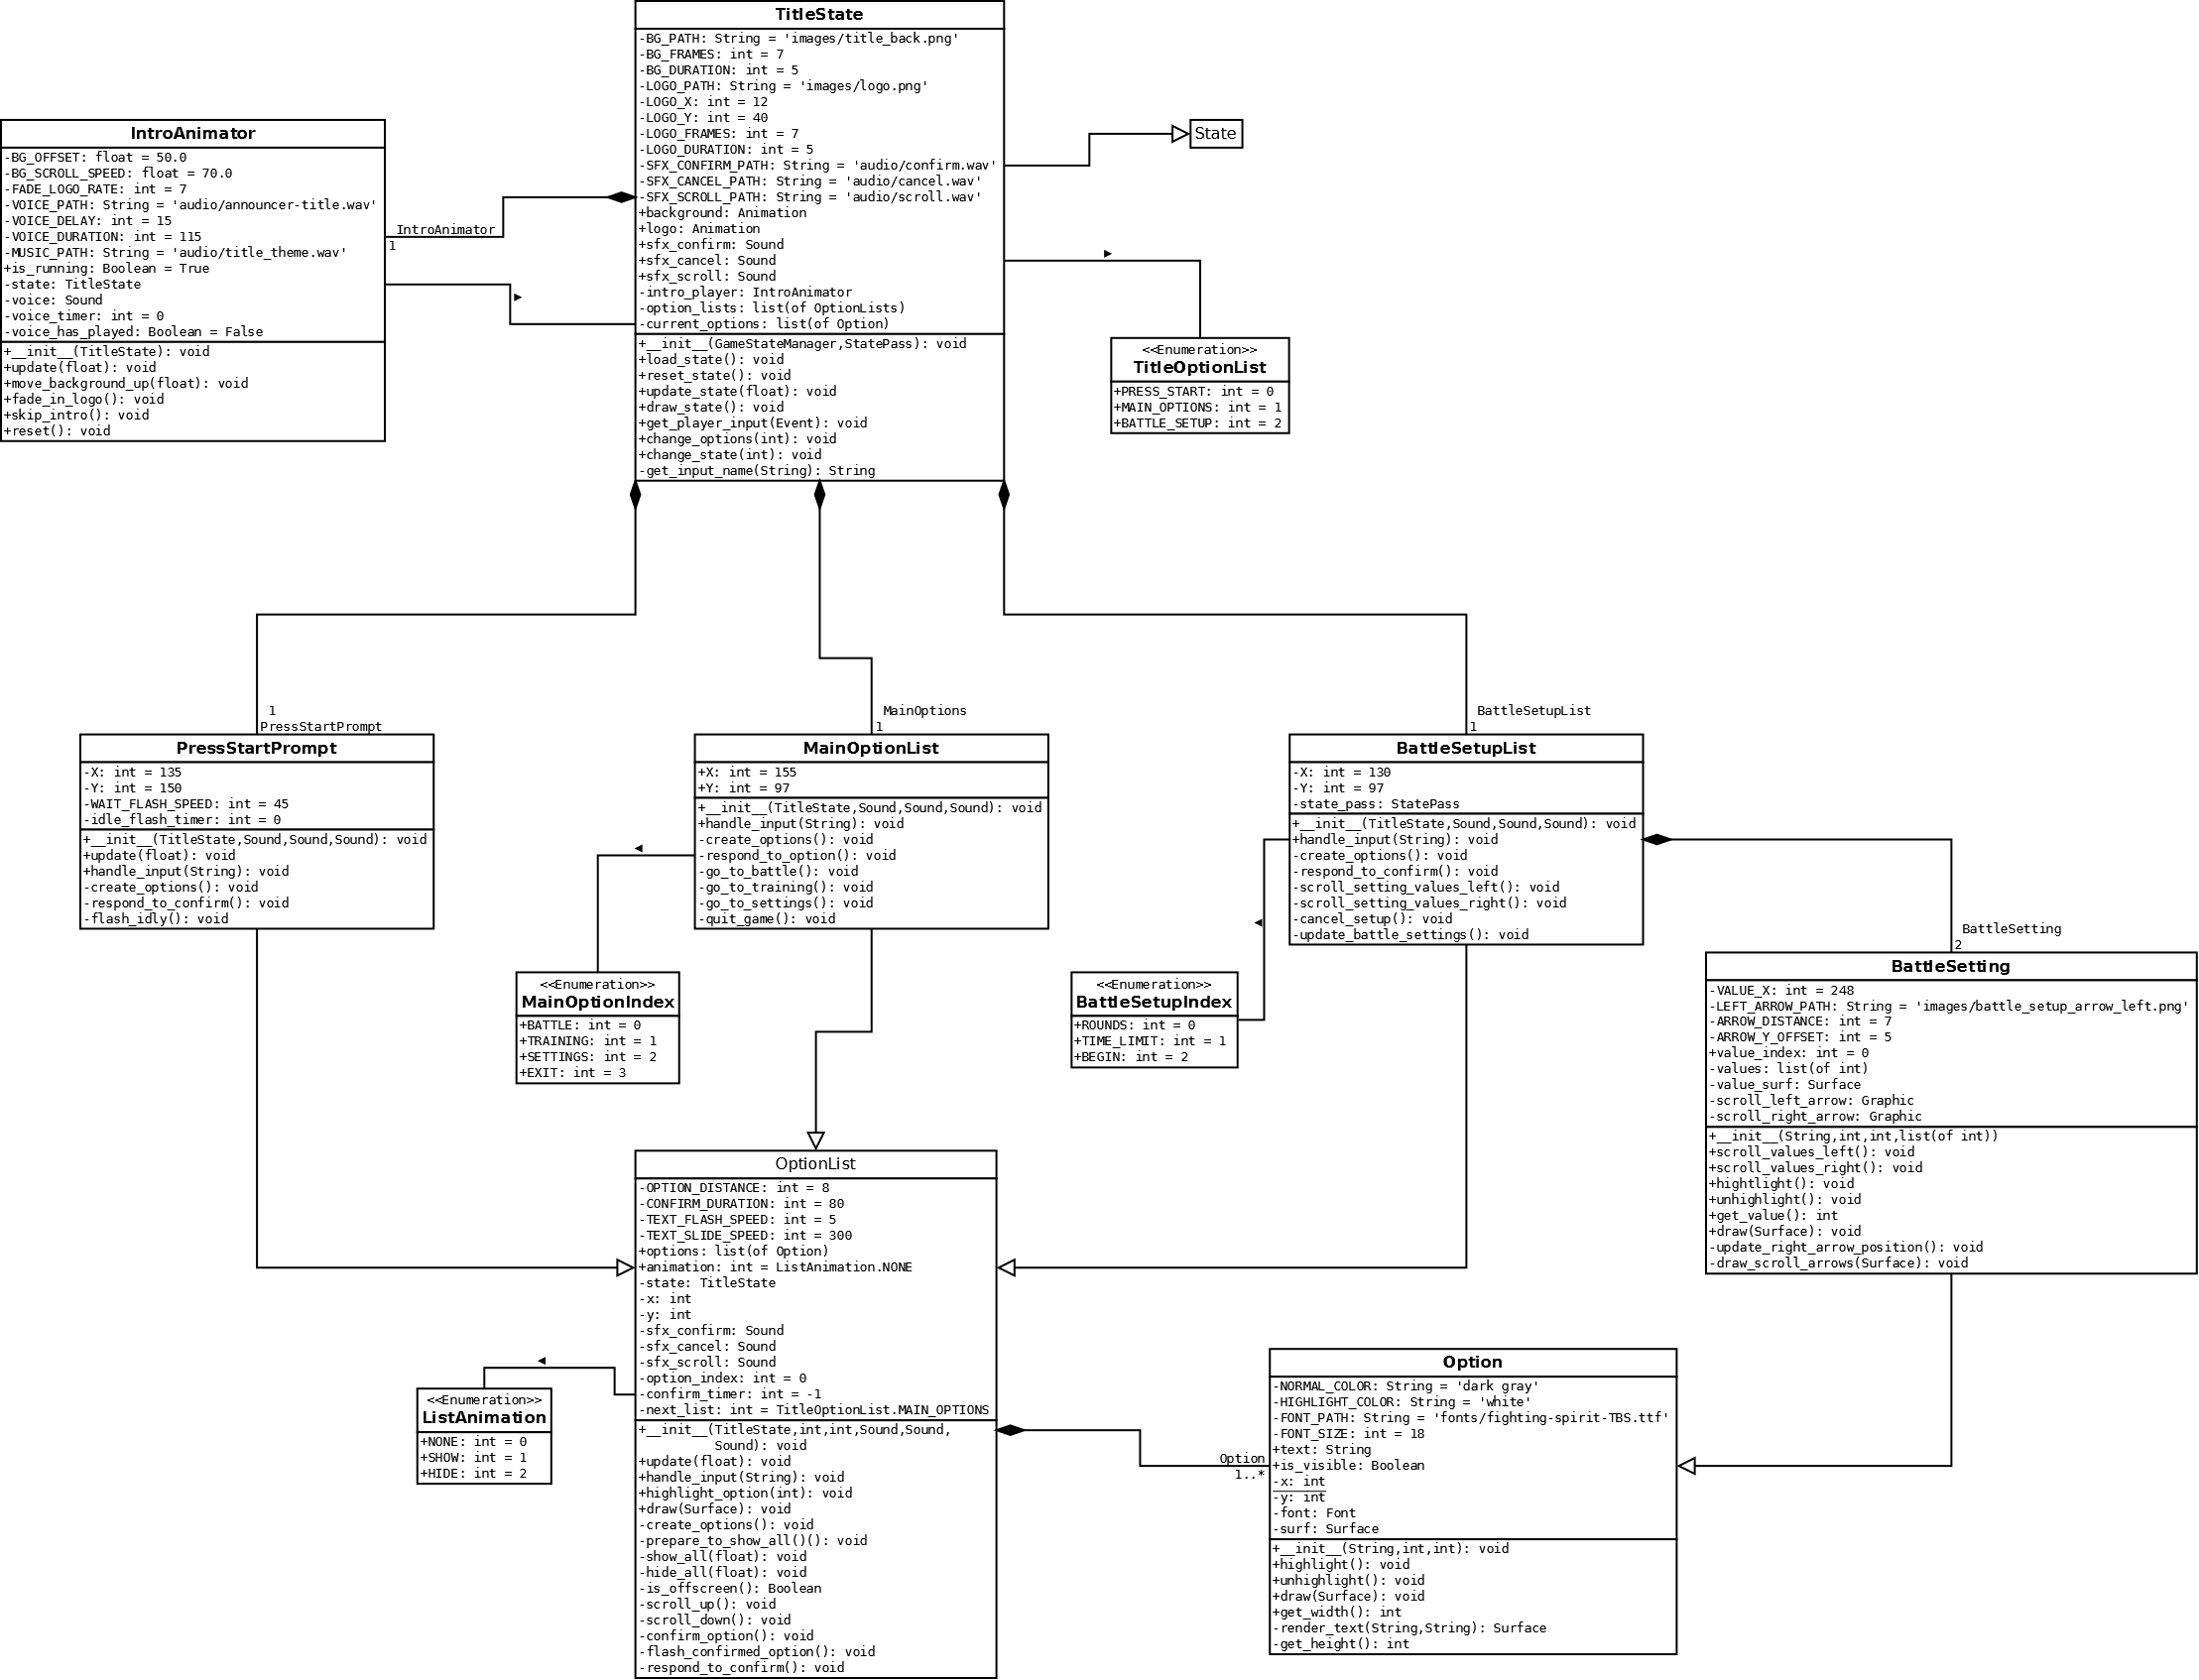 TitleState
-BG_PATH: String = 'images/title_back.png'
-BG_FRAMES: int = 7
-BG_DURATION: int = 5
-LOGO_PATH: String = 'images/logo.png'
-LOGO_X: int = 12
-LOGO_Y: int = 40
-LOGO_FRAMES: int = 7
-LOGO_DURATION: int = 5
-SFX_CONFIRM_PATH: String = 'audio/confirm.wav'
-SFX_CANCEL_PATH: String = 'audio/cancel.wav'
-SFX_SCROLL_PATH: String = 'audio/scroll.wav'
+background: Animation
+logo: Animation
+sfx_confirm: Sound
+sfx_cancel: Sound
+sfx_scroll: Sound
-intro_player: IntroAnimator
-option_lists: list(of OptionLists)
-current_options: list(of Option)
+__init__(GameStateManager,StatePass): void
+load_state(): void
+reset_state(): void
+update_state(float): void
+draw_state(): void
+get_player_input(Event): void
+change_options(int): void
+change_state(int): void
-get_input_name(String): String
IntroAnimator
-BG_OFFSET: float = 50.0
-BG_SCROLL_SPEED: float = 70.0
-FADE_LOGO_RATE: int = 7
-VOICE_PATH: String = 'audio/announcer-title.wav'
-VOICE_DELAY: int = 15
-VOICE_DURATION: int = 115
-MUSIC_PATH: String = 'audio/title_theme.wav'
+is_running: Boolean = True
-state: TitleState
-voice: Sound
-voice_timer: int = 0
-voice_has_played: Boolean = False
+__init__(TitleState): void
+update(float): void
+move_background_up(float): void
+fade_in_logo(): void
+skip_intro(): void
+reset(): void
IntroAnimator
1
State
<<Enumeration>>
TitleOptionList
+PRESS_START: int = 0
+MAIN_OPTIONS: int = 1
+BATTLE_SETUP: int = 2
1
PressStartPrompt
PressStartPrompt
-X: int = 135
-Y: int = 150
-WAIT_FLASH_SPEED: int = 45
-idle_flash_timer: int = 0
+__init__(TitleState,Sound,Sound,Sound): void
+update(float): void
+handle_input(String): void
-create_options(): void
-respond_to_confirm(): void
-flash_idly(): void
MainOptions
1
MainOptionList
+X: int = 155
+Y: int = 97
+__init__(TitleState,Sound,Sound,Sound): void
+handle_input(String): void
-create_options(): void
-respond_to_option(): void
-go_to_battle(): void
-go_to_training(): void
-go_to_settings(): void
-quit_game(): void
BattleSetupList
1
BattleSetupList
-X: int = 130
-Y: int = 97
-state_pass: StatePass
+__init__(TitleState,Sound,Sound,Sound): void
+handle_input(String): void
-create_options(): void
-respond_to_confirm(): void
-scroll_setting_values_left(): void
-scroll_setting_values_right(): void
-cancel_setup(): void
-update_battle_settings(): void
<<Enumeration>>
MainOptionIndex
+BATTLE: int = 0
+TRAINING: int = 1
+SETTINGS: int = 2
+EXIT: int = 3
<<Enumeration>>
BattleSetupIndex
+ROUNDS: int = 0
+TIME_LIMIT: int = 1
+BEGIN: int = 2
BattleSetting
2
BattleSetting
-VALUE_X: int = 248
-LEFT_ARROW_PATH: String = 'images/battle_setup_arrow_left.png'
-ARROW_DISTANCE: int = 7
-ARROW_Y_OFFSET: int = 5
+value_index: int = 0
-values: list(of int)
-value_surf: Surface
-scroll_left_arrow: Graphic
-scroll_right_arrow: Graphic
+__init__(String,int,int,list(of int))
+scroll_values_left(): void
+scroll_values_right(): void
+hightlight(): void
+unhighlight(): void
+get_value(): int
+draw(Surface): void
-update_right_arrow_position(): void
-draw_scroll_arrows(Surface): void
OptionList
-OPTION_DISTANCE: int = 8
-CONFIRM_DURATION: int = 80
-TEXT_FLASH_SPEED: int = 5
-TEXT_SLIDE_SPEED: int = 300
+options: list(of Option)
+animation: int = ListAnimation.NONE
-state: TitleState
-x: int
-y: int
-sfx_confirm: Sound
-sfx_cancel: Sound
-sfx_scroll: Sound
-option_index: int = 0
-confirm_timer: int = -1
-next_list: int = TitleOptionList.MAIN_OPTIONS
+__init__(TitleState,int,int,Sound,Sound,
Sound): void
+update(float): void
+handle_input(String): void
+highlight_option(int): void
+draw(Surface): void
-create_options(): void
-prepare_to_show_all()(): void
-show_all(float): void
-hide_all(float): void
-is_offscreen(): Boolean
-scroll_up(): void
-scroll_down(): void
-confirm_option(): void
-flash_confirmed_option(): void
-respond_to_confirm(): void
<<Enumeration>>
ListAnimation
+NONE: int = 0
+SHOW: int = 1
+HIDE: int = 2
Option
1..*
Option
-NORMAL_COLOR: String = 'dark gray'
-HIGHLIGHT_COLOR: String = 'white'
-FONT_PATH: String = 'fonts/fighting-spirit-TBS.ttf'
-FONT_SIZE: int = 18
+text: String
+is_visible: Boolean
-x: int
-y: int
-font: Font
-surf: Surface
+__init__(String,int,int): void
+highlight(): void
+unhighlight(): void
+draw(Surface): void
+get_width(): int
-render_text(String,String): Surface
-get_height(): int